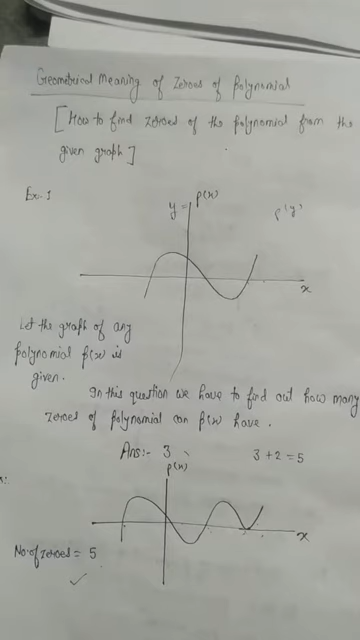 Geometrical Meaning of Zeroes of Polynomial
[How to find zeroes of the polynomial from the
given graph]
Ex. 1
y = p(x)
p'y'
x
Let the graph of any
polynomial p(x) is
given.
In this question we have to find out how many
zeroes of polynomial can p(x) have.
Ans:- 3
3 + 2 = 5
p(x)
x
No. of zeroes = 5